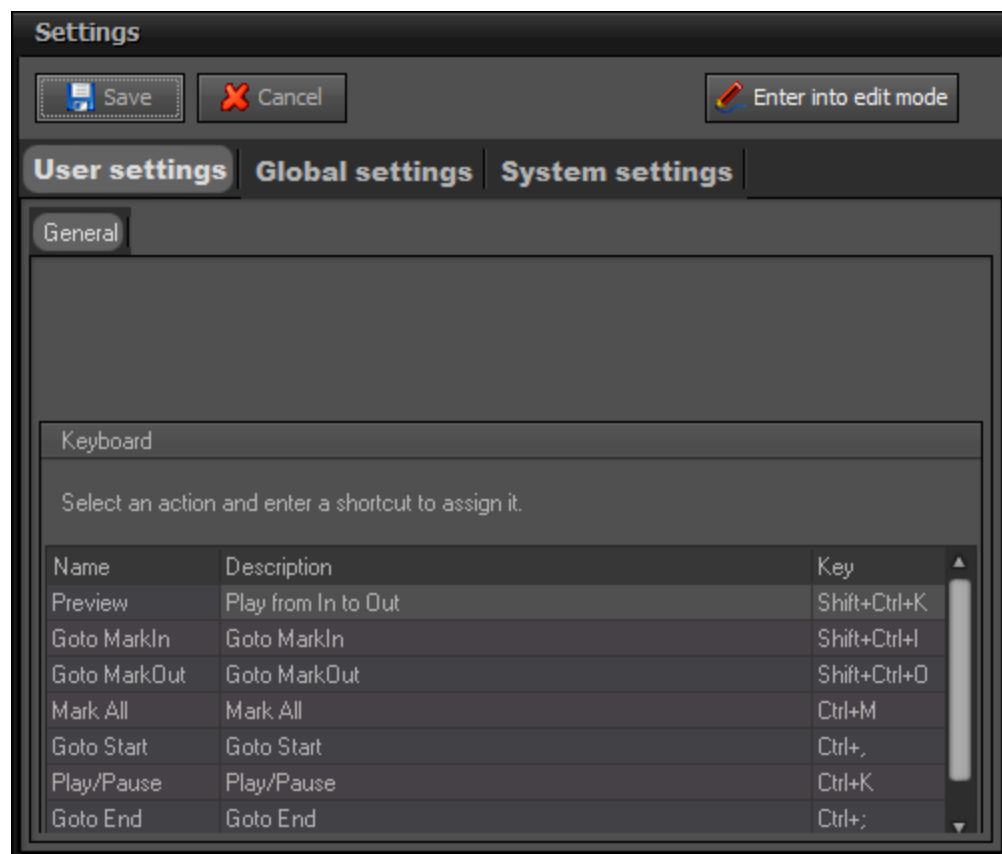 Settings
Save Cancel Enter into edit mode
User settings Global settings System settings
General
Keyboard
Select an action and enter a shortcut to assign it.
Name Description Key
Preview Play from In to Out Shift+Ctrl+K
Goto MarkIn Goto MarkIn Shift+Ctrl+I
Goto MarkOut Goto MarkOut Shift+Ctrl+O
Mark All Mark All Ctrl+M
Goto Start Goto Start Ctrl+,
Play/Pause Play/Pause Ctrl+K
Goto End Goto End Ctrl+;